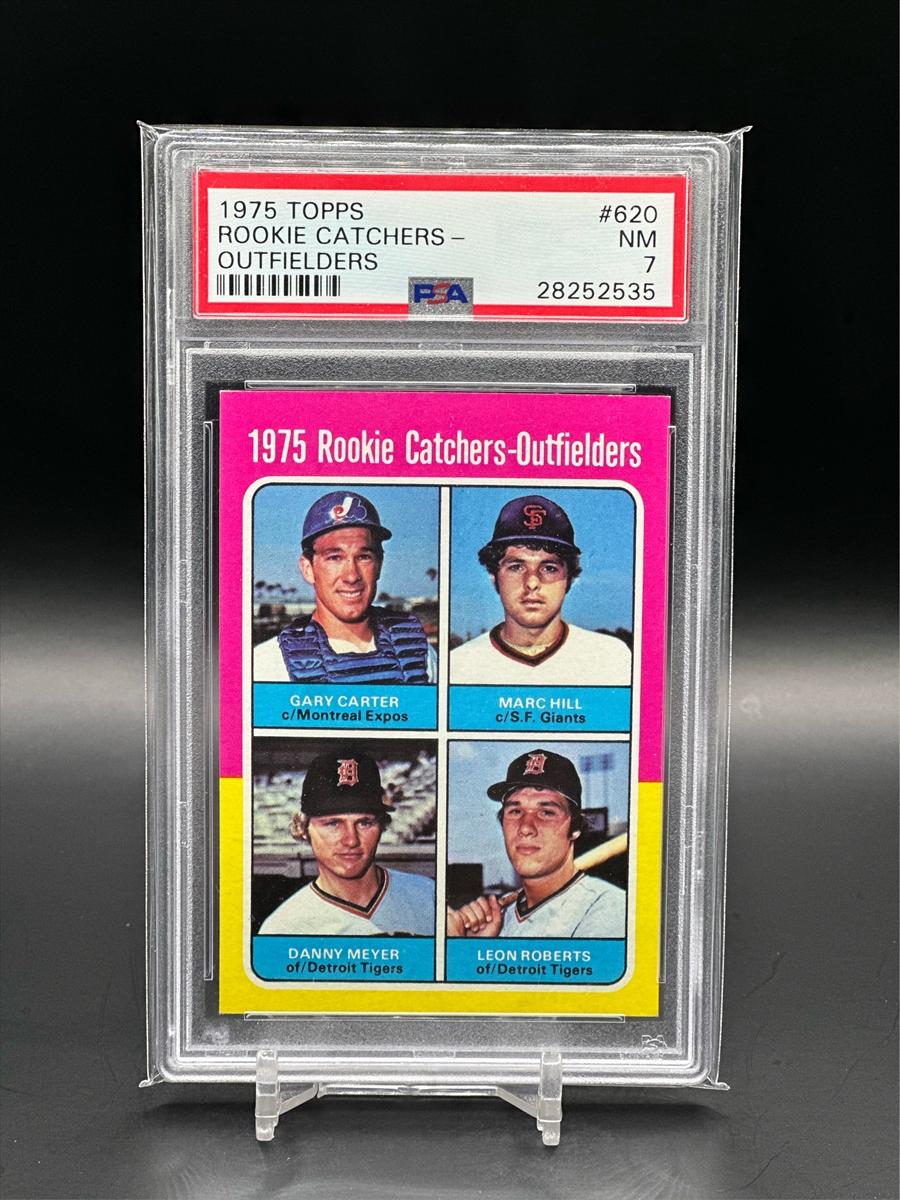 1975 TOPPS #620
ROOKIE CATCHERS – NM
OUTFIELDERS 7
PSA 28252535
1975 Rookie Catchers-Outfielders
GARY CARTER
c/Montreal Expos
MARC HILL
c/S.F. Giants
DANNY MEYER
of/Detroit Tigers
LEON ROBERTS
of/Detroit Tigers
SF
D
D